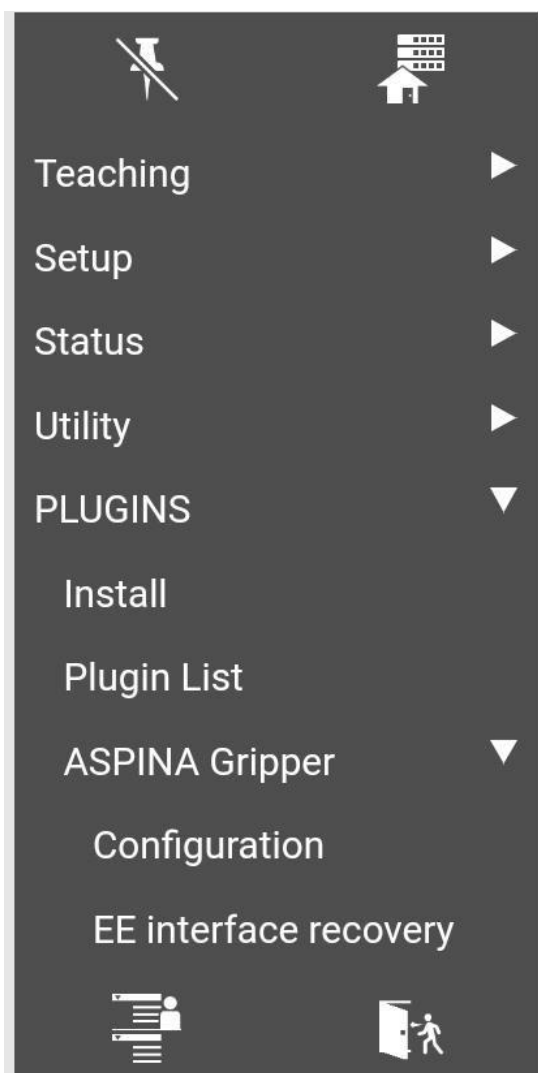 Teaching
Setup
Status
Utility
PLUGINS
Install
Plugin List
ASPINA Gripper
Configuration
EE interface recovery